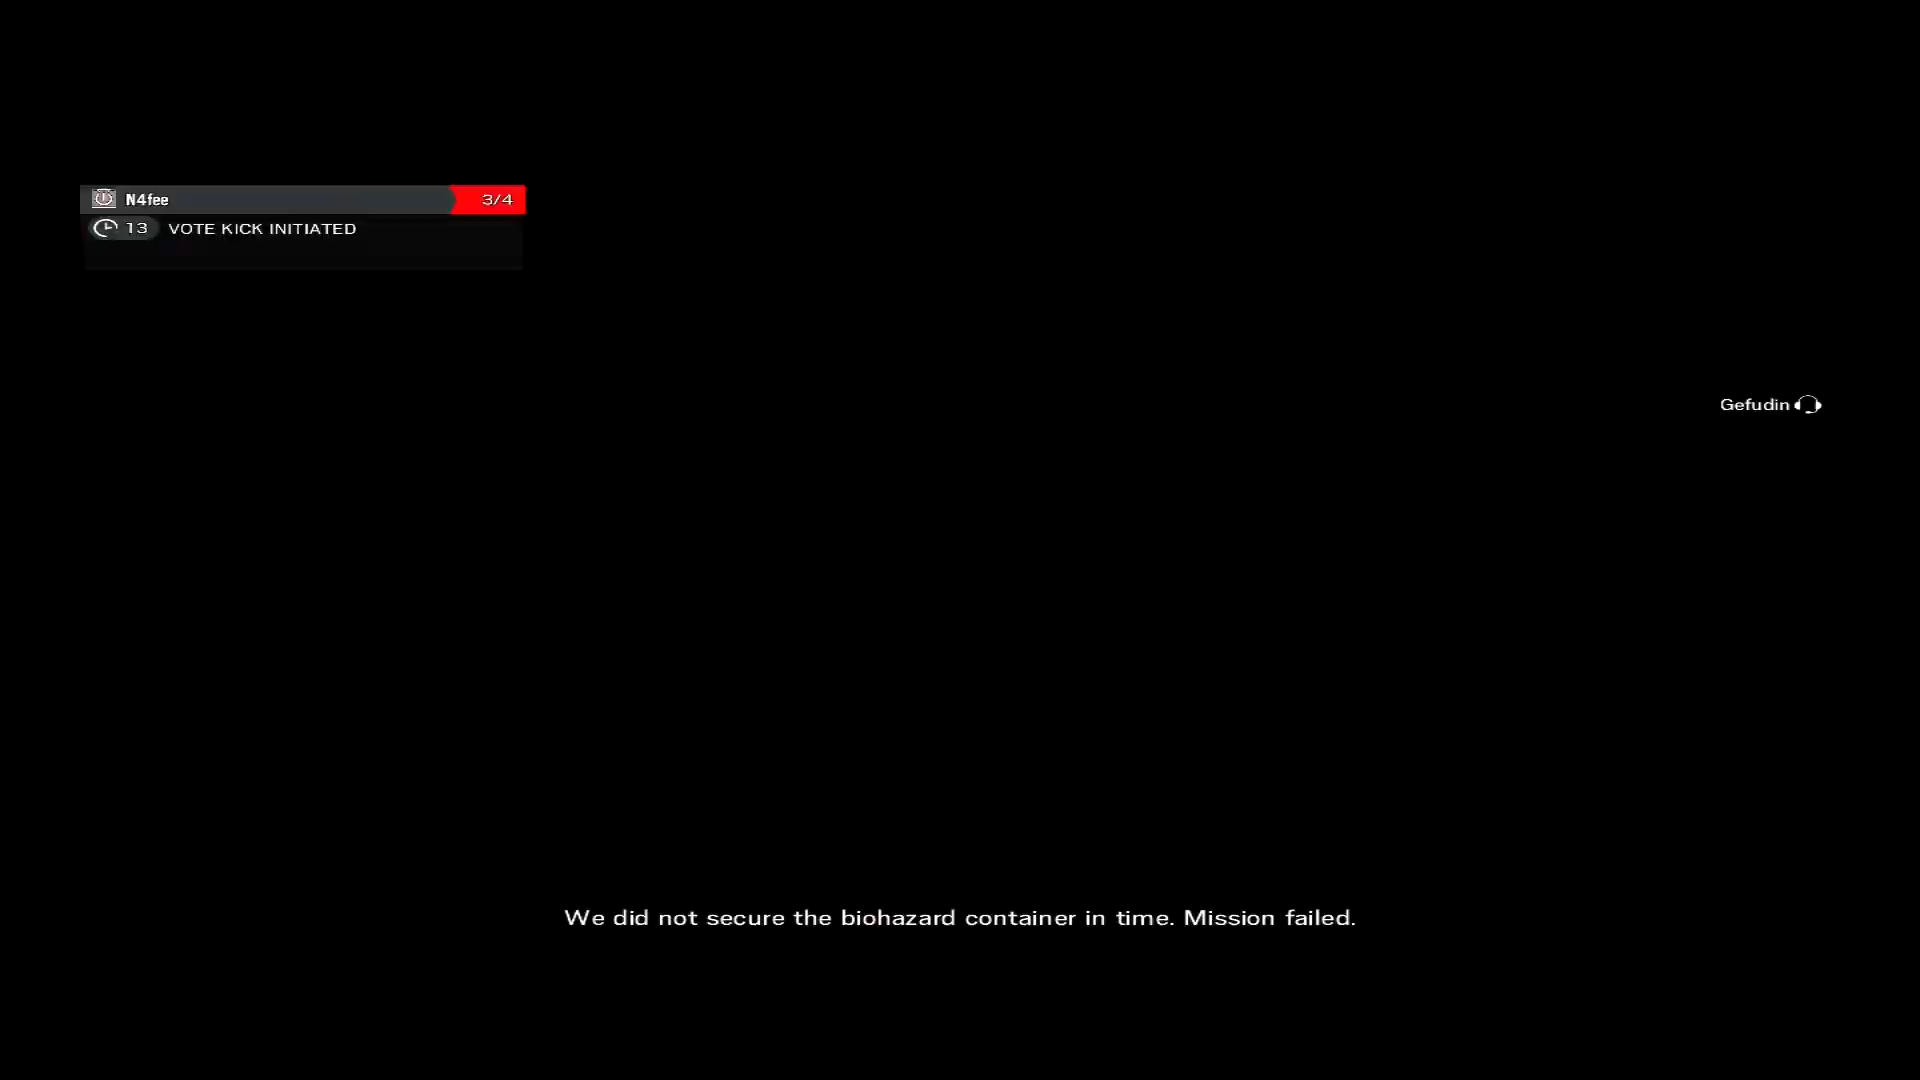 N4fee 3/4
13 VOTE KICK INITIATED
Gefudin
We did not secure the biohazard container in time. Mission failed.